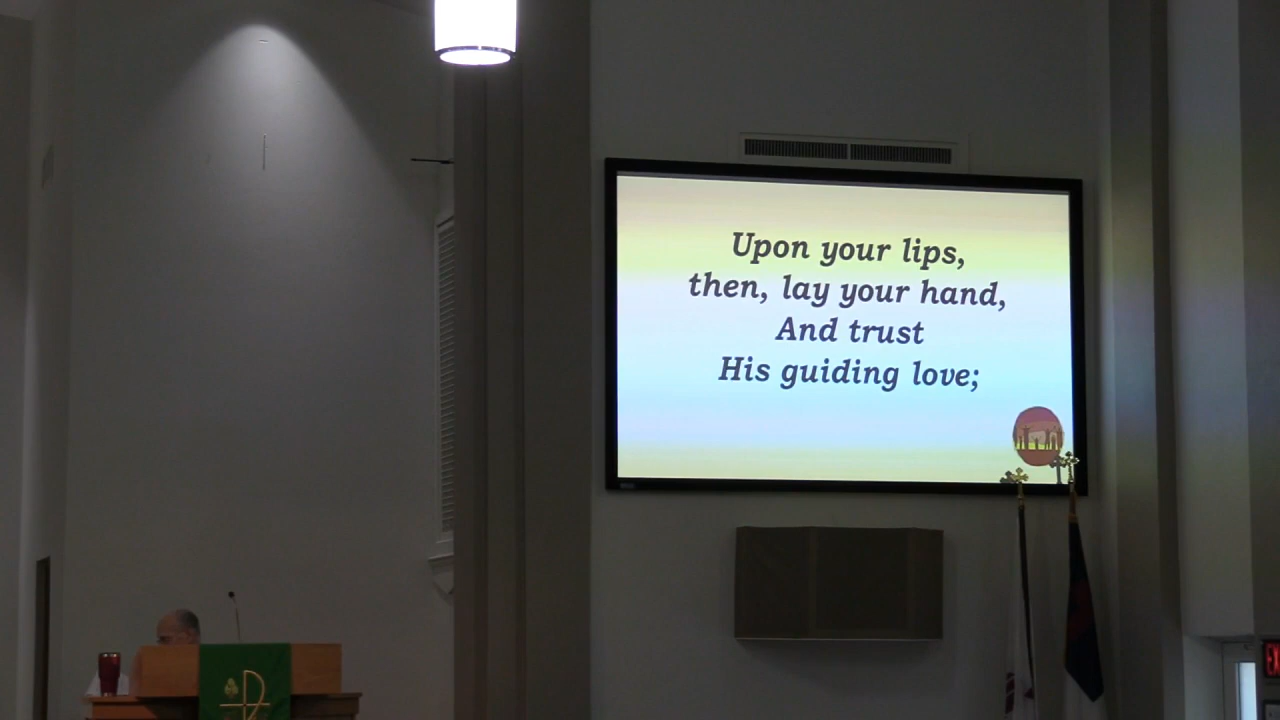 Upon your lips,
then, lay your hand,
And trust
His guiding love;